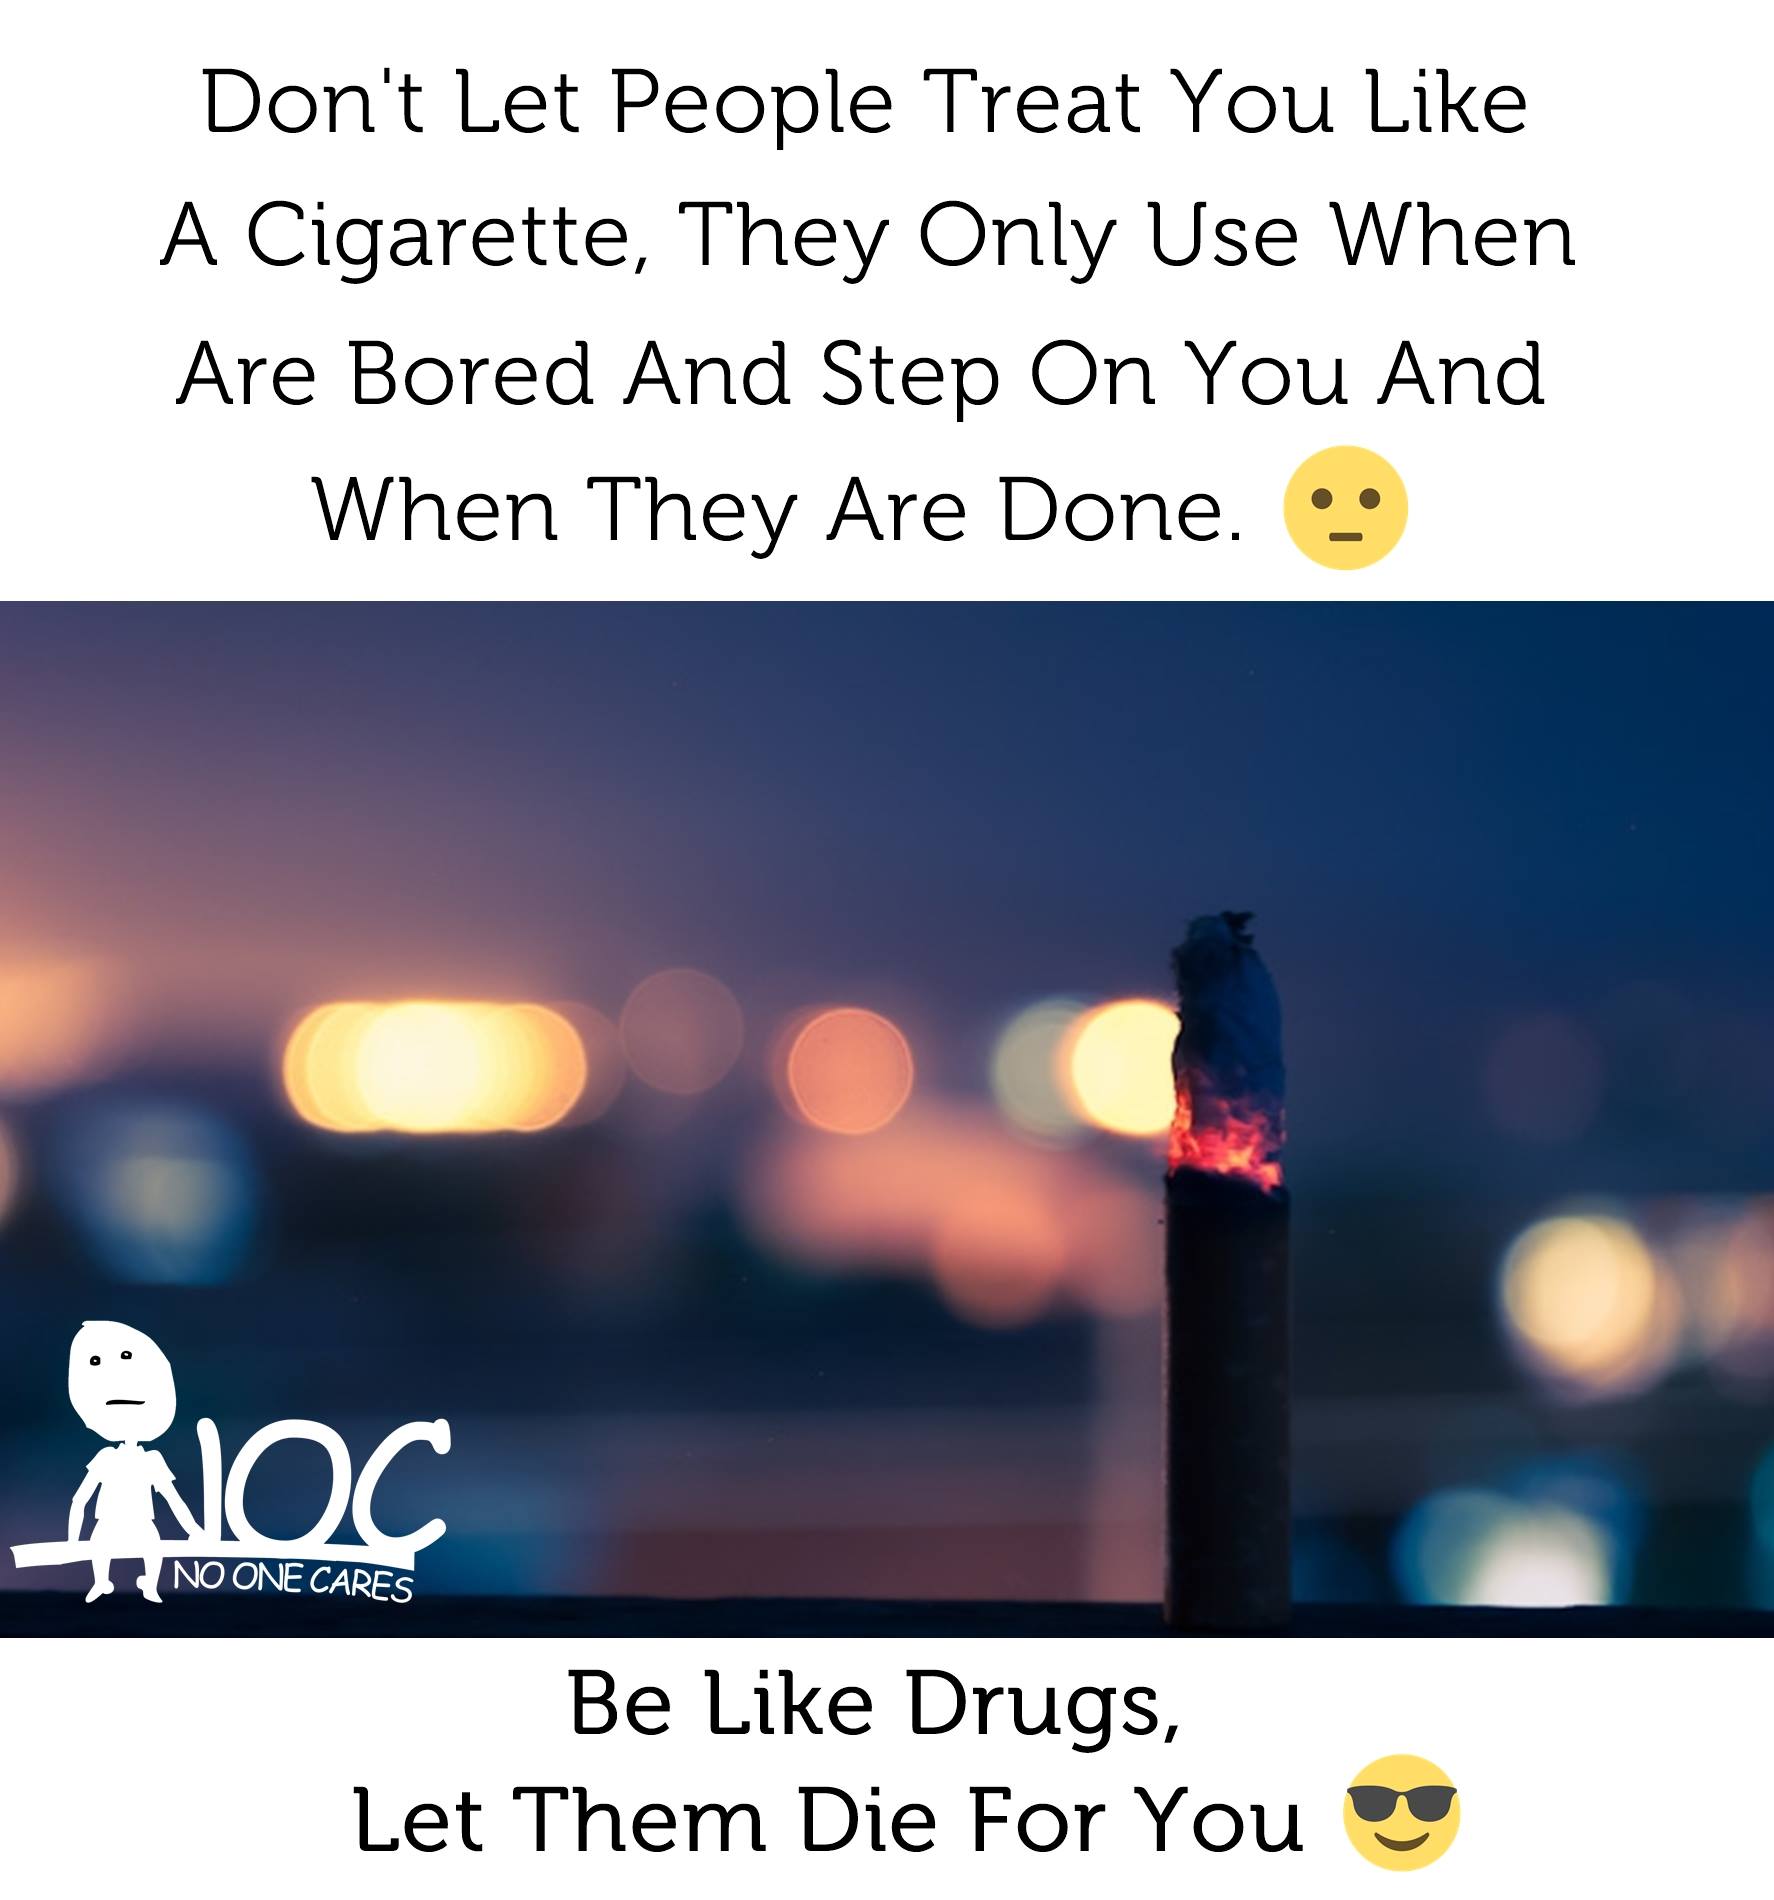 Don't Let People Treat You Like
A Cigarette, They Only Use When
Are Bored And Step On You And
When They Are Done. 😐
NOC
NO ONE CARES
Be Like Drugs,
Let Them Die For You 😎